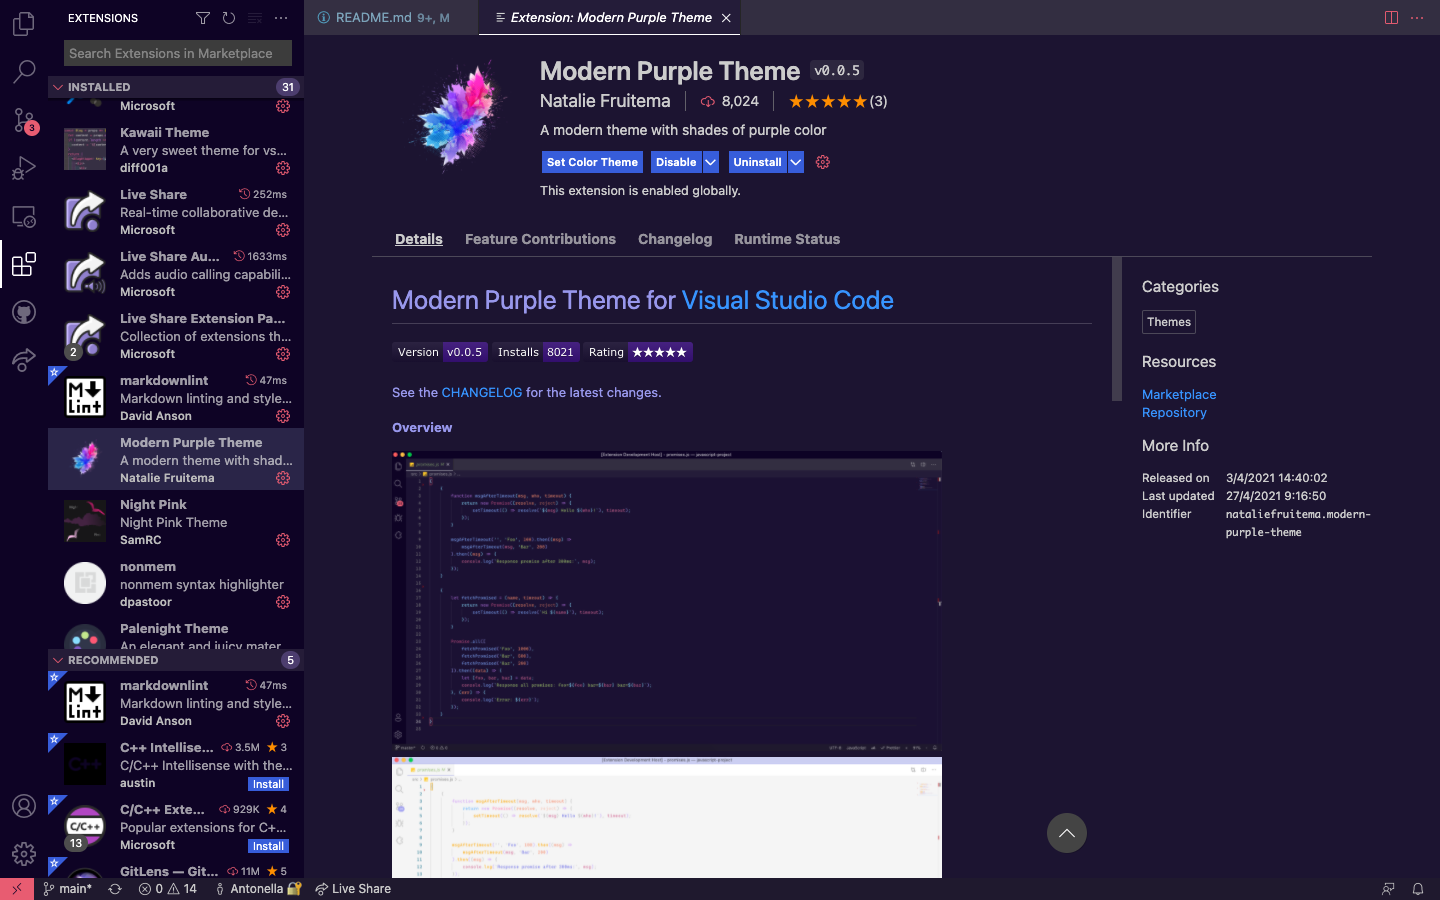 EXTENSIONS
Search Extensions in Marketplace
INSTALLED
31
Microsoft
Kawaii Theme
A very sweet theme for vs...
diff001a
Live Share
252ms
Real-time collaborative de...
Microsoft
Live Share Au...
1633ms
Adds audio calling capabili...
Microsoft
Live Share Extension Pa...
Collection of extensions th...
2
Microsoft
markdownlint
47ms
Markdown linting and style...
David Anson
Modern Purple Theme
A modern theme with shad...
Natalie Fruitema
Night Pink
Night Pink Theme
SamRC
nonmem
nonmem syntax highlighter
dpastoor
Palenight Theme
An elegant and juicy mater
RECOMMENDED
5
markdownlint
47ms
Markdown linting and style...
David Anson
C++ Intellise...
3.5M
3
C/C++ Intellisense with the...
austin
Install
C/C++ Exte...
929K
4
Popular extensions for C+...
13
Microsoft
Install
GitLens — Git...
11M
5
3
README.md 9+, M
Extension: Modern Purple Theme
Modern Purple Theme v0.0.5
Natalie Fruitema
8,024
(3)
A modern theme with shades of purple color
Set Color Theme
Disable
Uninstall
This extension is enabled globally.
Details
Feature Contributions
Changelog
Runtime Status
Modern Purple Theme for Visual Studio Code
Version v0.0.5
Installs 8021
Rating ★★★★★
See the CHANGELOG for the latest changes.
Overview
Categories
Themes
Resources
Marketplace
Repository
More Info
Released on 3/4/2021 14:40:02
Last updated 27/4/2021 9:16:50
Identifier nataliefruitema.modern-
purple-theme
main*
0
14
Antonella
Live Share